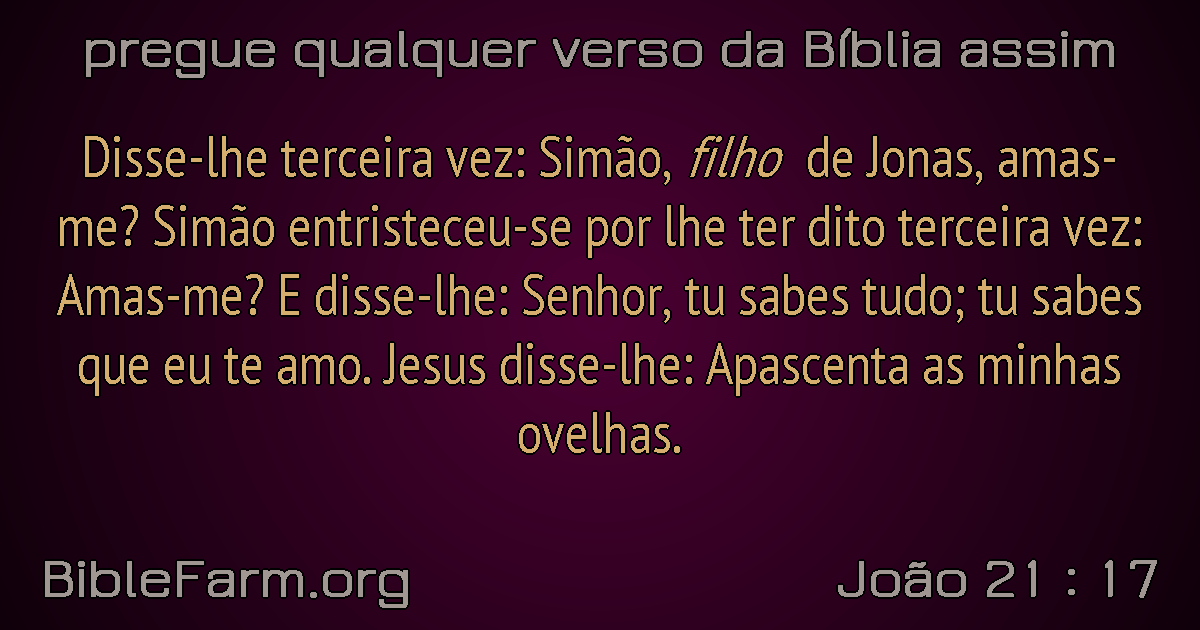 pregue qualquer verso da Bíblia assim
Disse-lhe terceira vez: Simão, filho de Jonas, amas-
me? Simão entristeceu-se por lhe ter dito terceira vez:
Amas-me? E disse-lhe: Senhor, tu sabes tudo; tu sabes
que eu te amo. Jesus disse-lhe: Apascenta as minhas
ovelhas.
BibleFarm.org
João 21 : 17